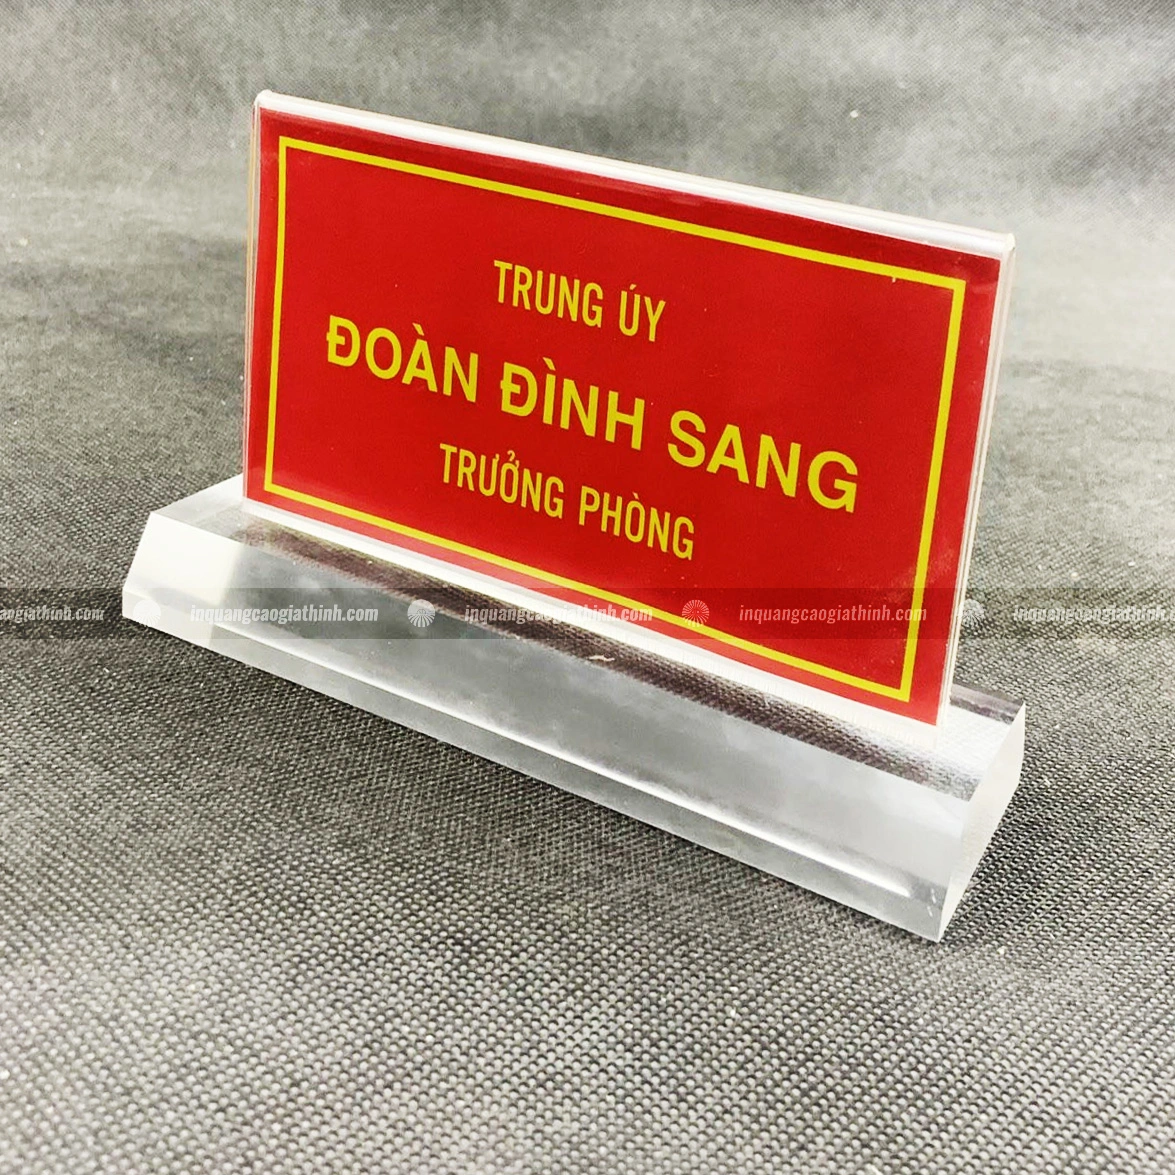 TRUNG ÚY
ĐOÀN ĐÌNH SANG
TRƯỞNG PHÒNG
inquangcaogiathinh.com inquangcaogiathinh.com inquangcaogiathinh.com